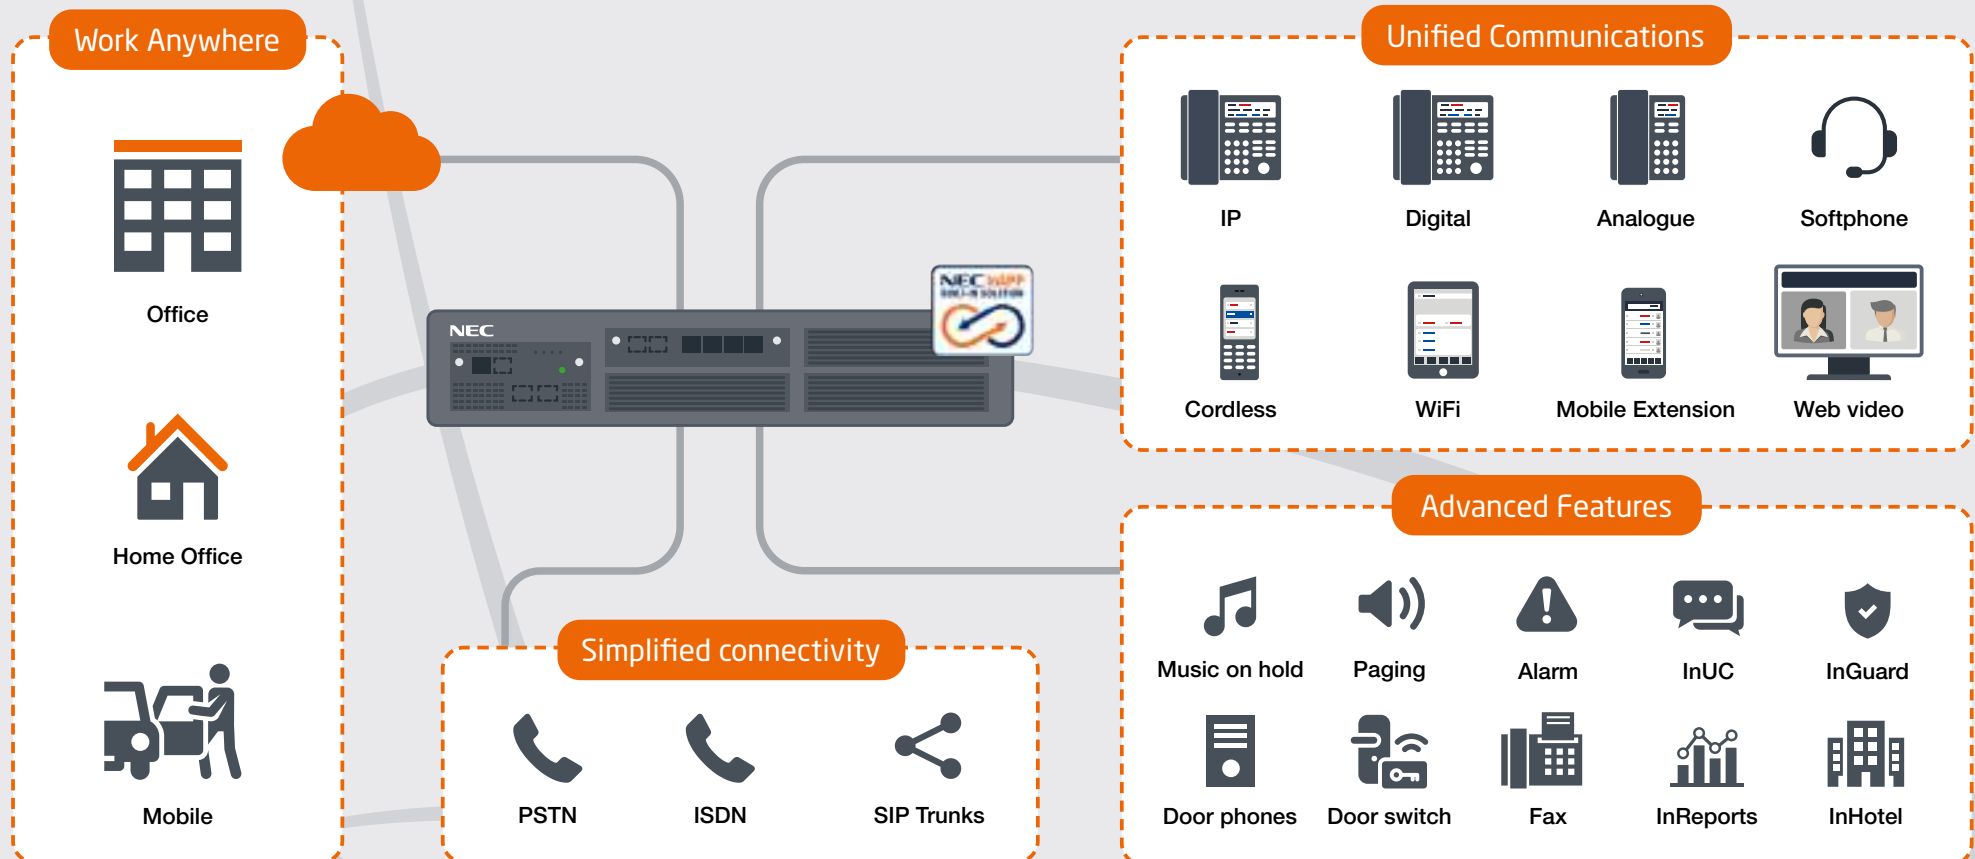 Work Anywhere
Office
Home Office
Mobile
NEC
NEC
Simplified connectivity
PSTN
ISDN
SIP Trunks
Unified Communications
IP
Digital
Analogue
Softphone
Cordless
WiFi
Mobile Extension
Web video
Advanced Features
Music on hold
Paging
Alarm
InUC
InGuard
Door phones
Door switch
Fax
InReports
InHotel